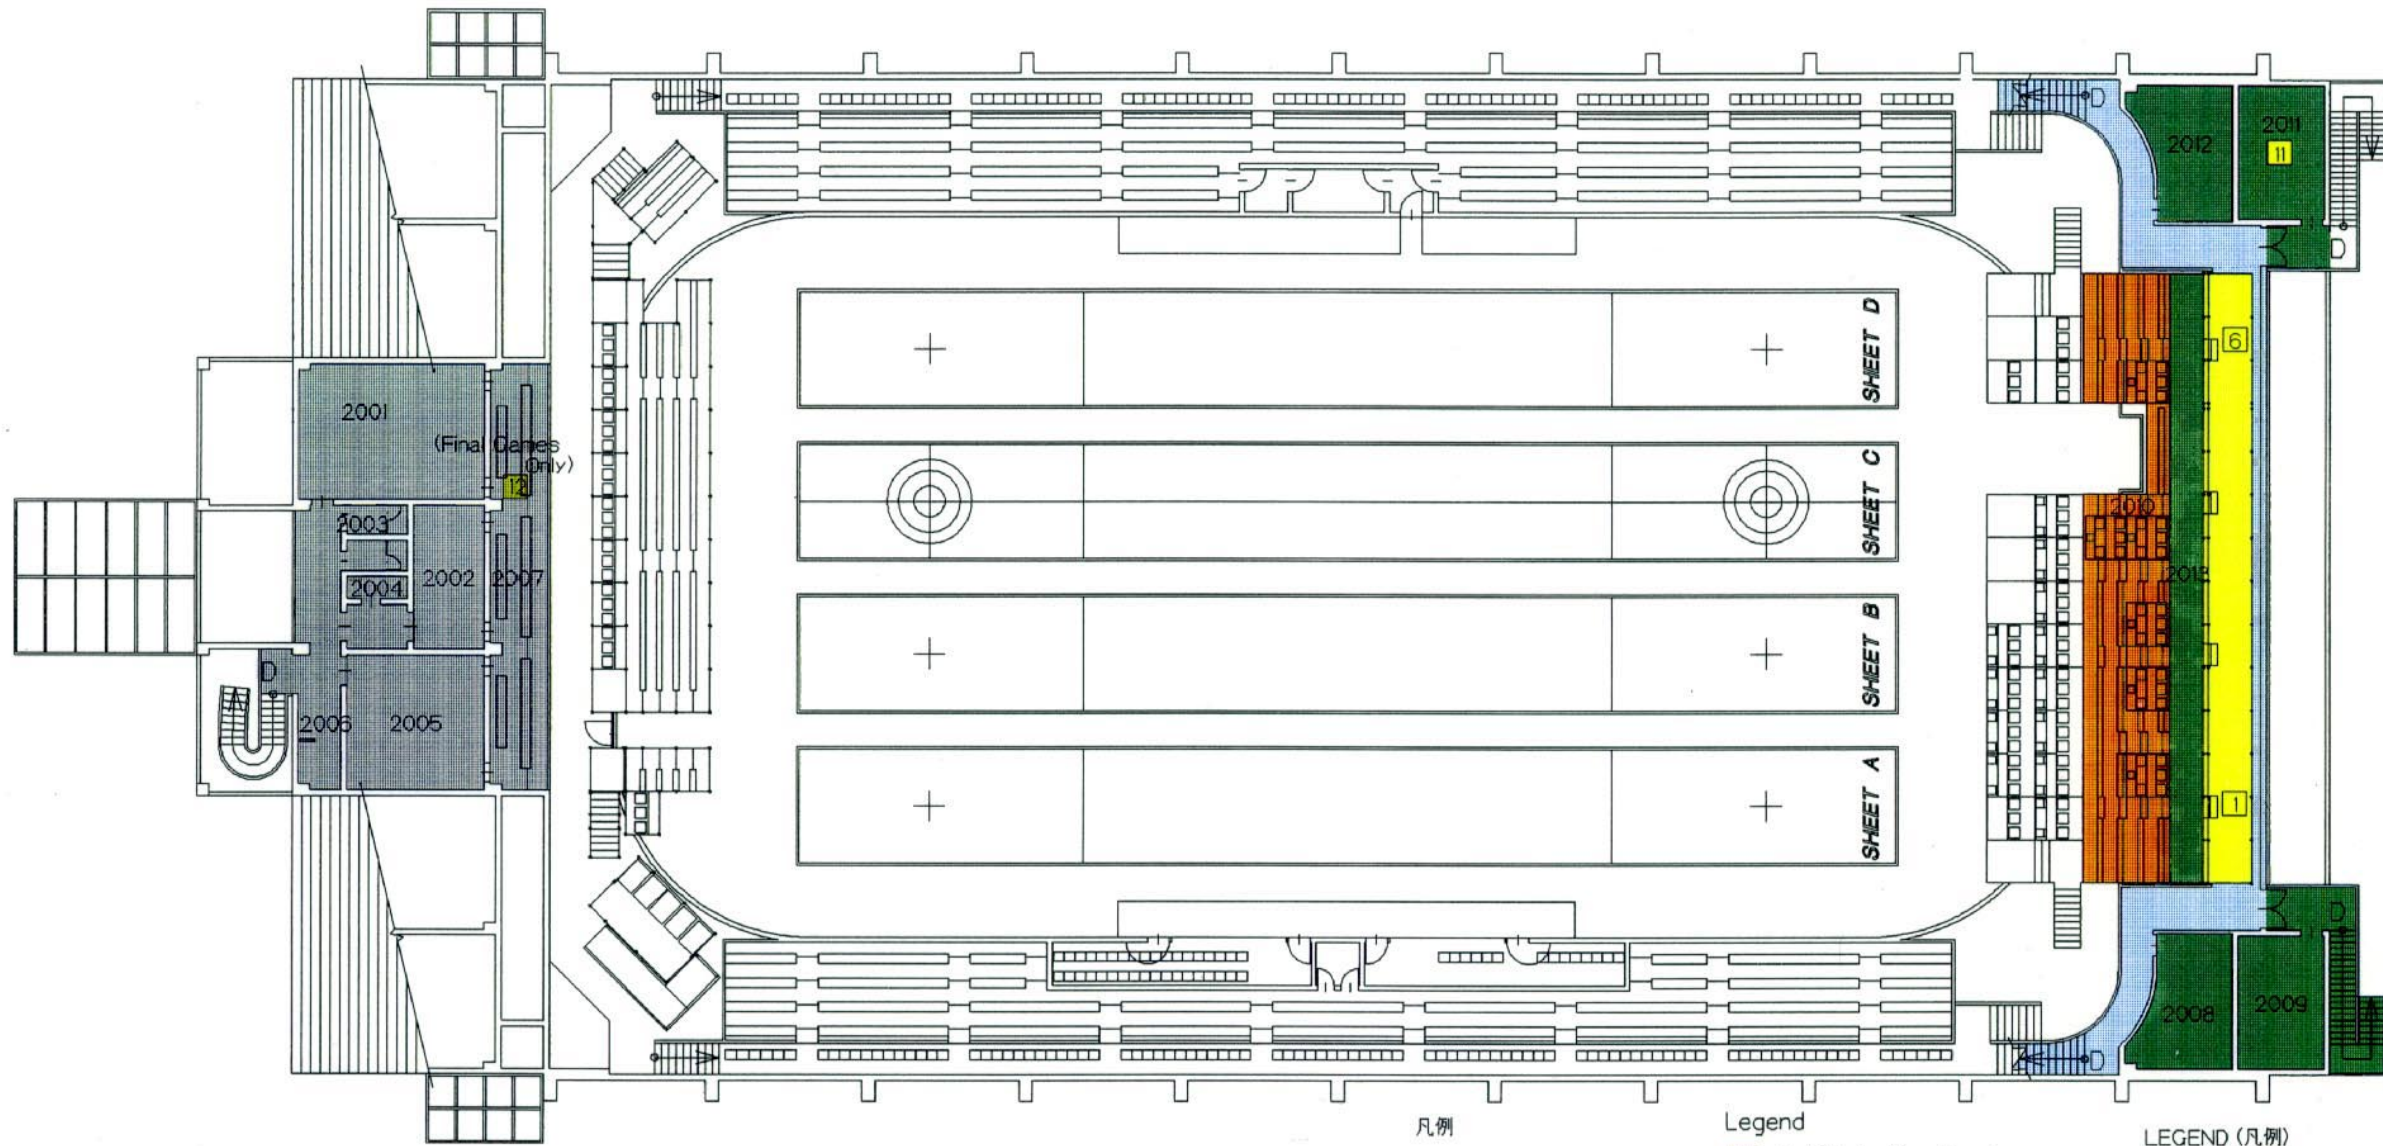 2012
2011
11
SHEET D
6
2001
(Final Games
Only)
12
SHEET C
2003
2010
2002
2007
2004
2013
SHEET B
D
2006
2005
SHEET A
1
D
2008
2009
D
凡例
Legend
LEGEND (凡例)